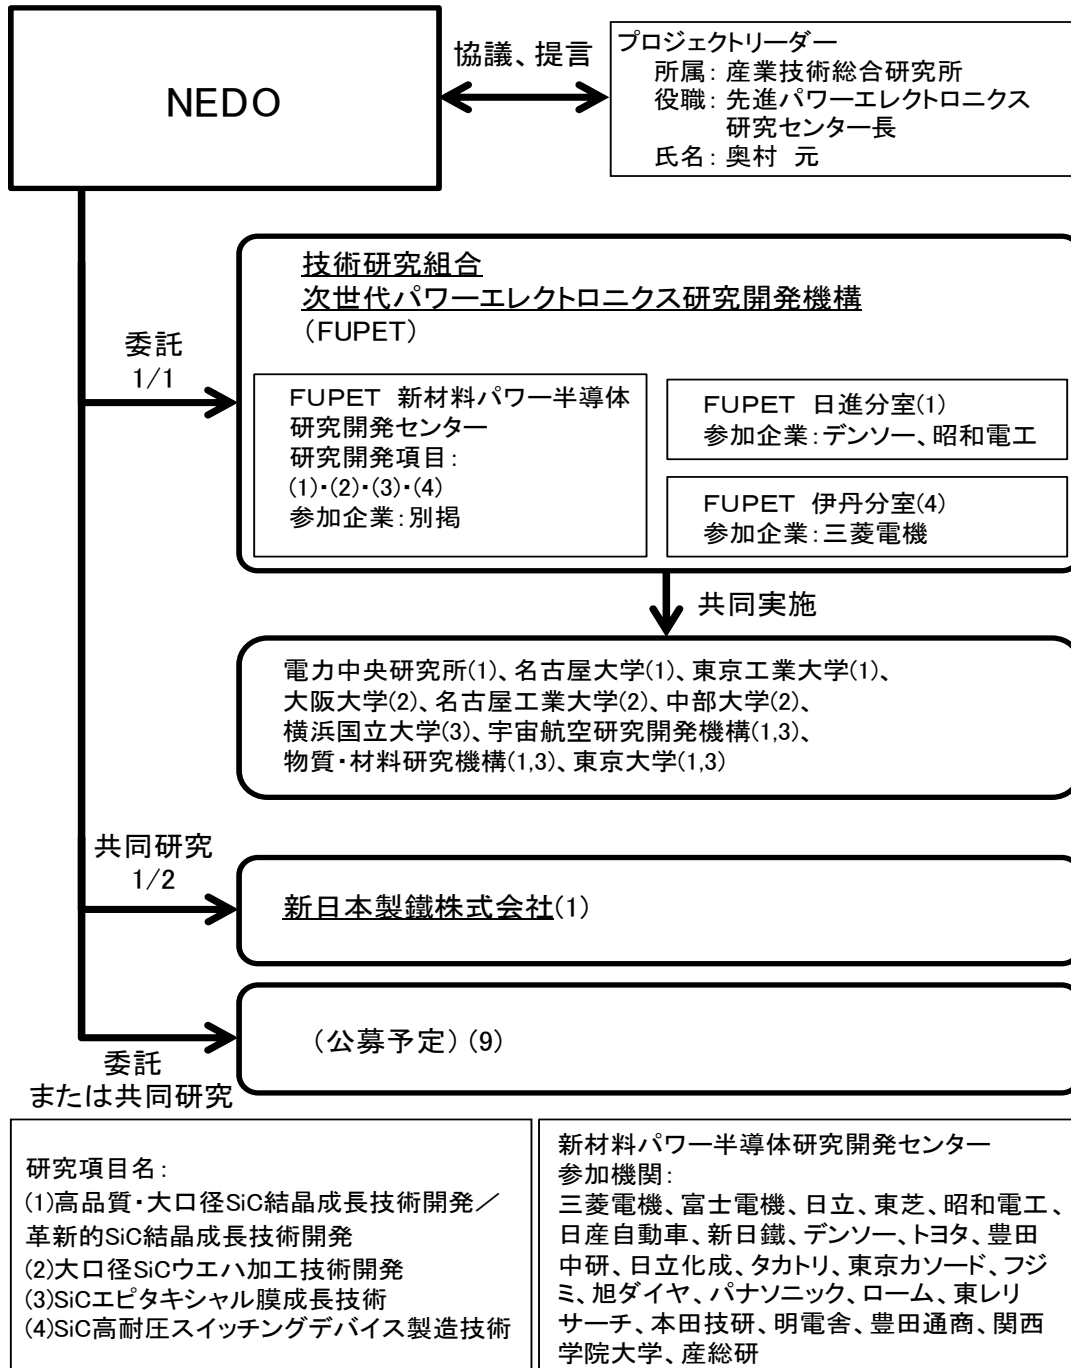 NEDO
協議、提言
プロジェクトリーダー
所属：産業技術総合研究所
役職：先進パワーエレクトロニクス
研究センター長
氏名：奥村 元
技術研究組合
次世代パワーエレクトロニクス研究開発機構
（FUPET）
委託
1/1
FUPET 新材料パワー半導体
研究開発センター
研究開発項目：
(1)・(2)・(3)・(4)
参加企業：別掲
FUPET 日進分室(1)
参加企業：デンソー、昭和電工
FUPET 伊丹分室(4)
参加企業：三菱電機
共同実施
電力中央研究所(1)、名古屋大学(1)、東京工業大学(1)、
大阪大学(2)、名古屋工業大学(2)、中部大学(2)、
横浜国立大学(3)、宇宙航空研究開発機構(1,3)、
物質・材料研究機構(1,3)、東京大学(1,3)
共同研究
1/2
新日本製鐵株式会社(1)
（公募予定）(9)
委託
または共同研究
研究項目名：
(1)高品質・大口径SiC結晶成長技術開発／
革新的SiC結晶成長技術開発
(2)大口径SiCウエハ加工技術開発
(3)SiCエピタキシャル膜成長技術
(4)SiC高耐圧スイッチングデバイス製造技術
新材料パワー半導体研究開発センター
参加機関：
三菱電機、富士電機、日立、東芝、昭和電工、
日産自動車、新日鐵、デンソー、トヨタ、豊田
中研、日立化成、タカトリ、東京カソード、フジ
ミ、旭ダイヤ、パナソニック、ローム、東レリ
サーチ、本田技研、明電舎、豊田通商、関西
学院大学、産総研